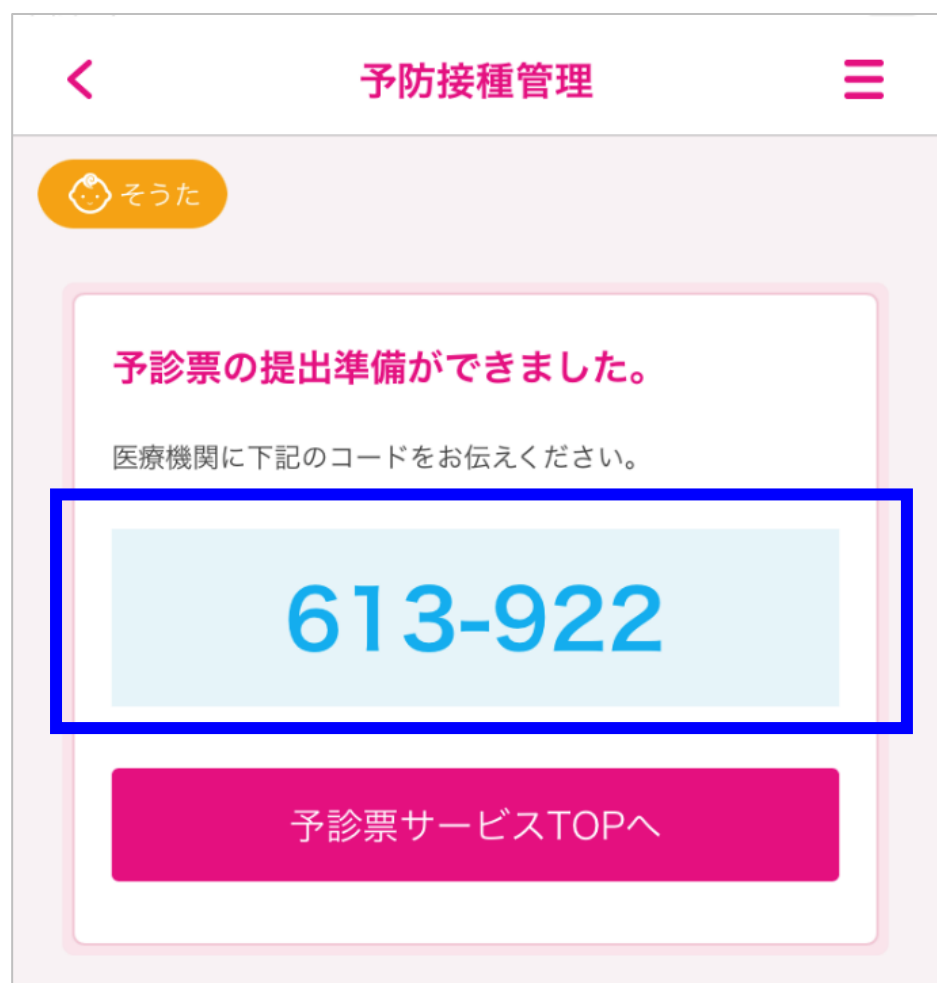 予防接種管理
そうた
予診票の提出準備ができました。
医療機関に下記のコードをお伝えください。
613-922
予診票サービスTOPへ